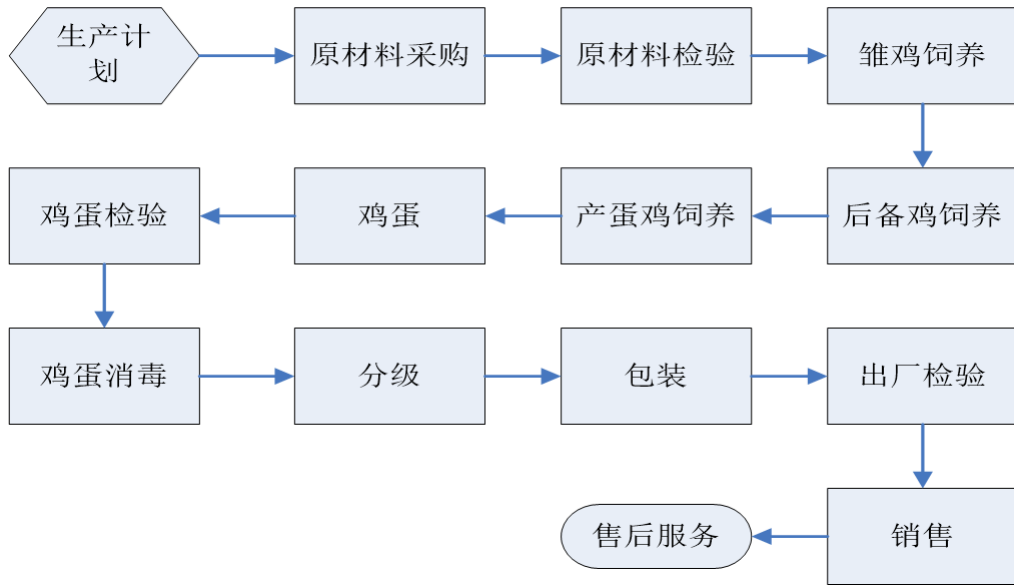 生产计
划
原材料采购
原材料检验
雏鸡饲养
后备鸡饲养
产蛋鸡饲养
鸡蛋
鸡蛋检验
鸡蛋消毒
分级
包装
出厂检验
销售
售后服务